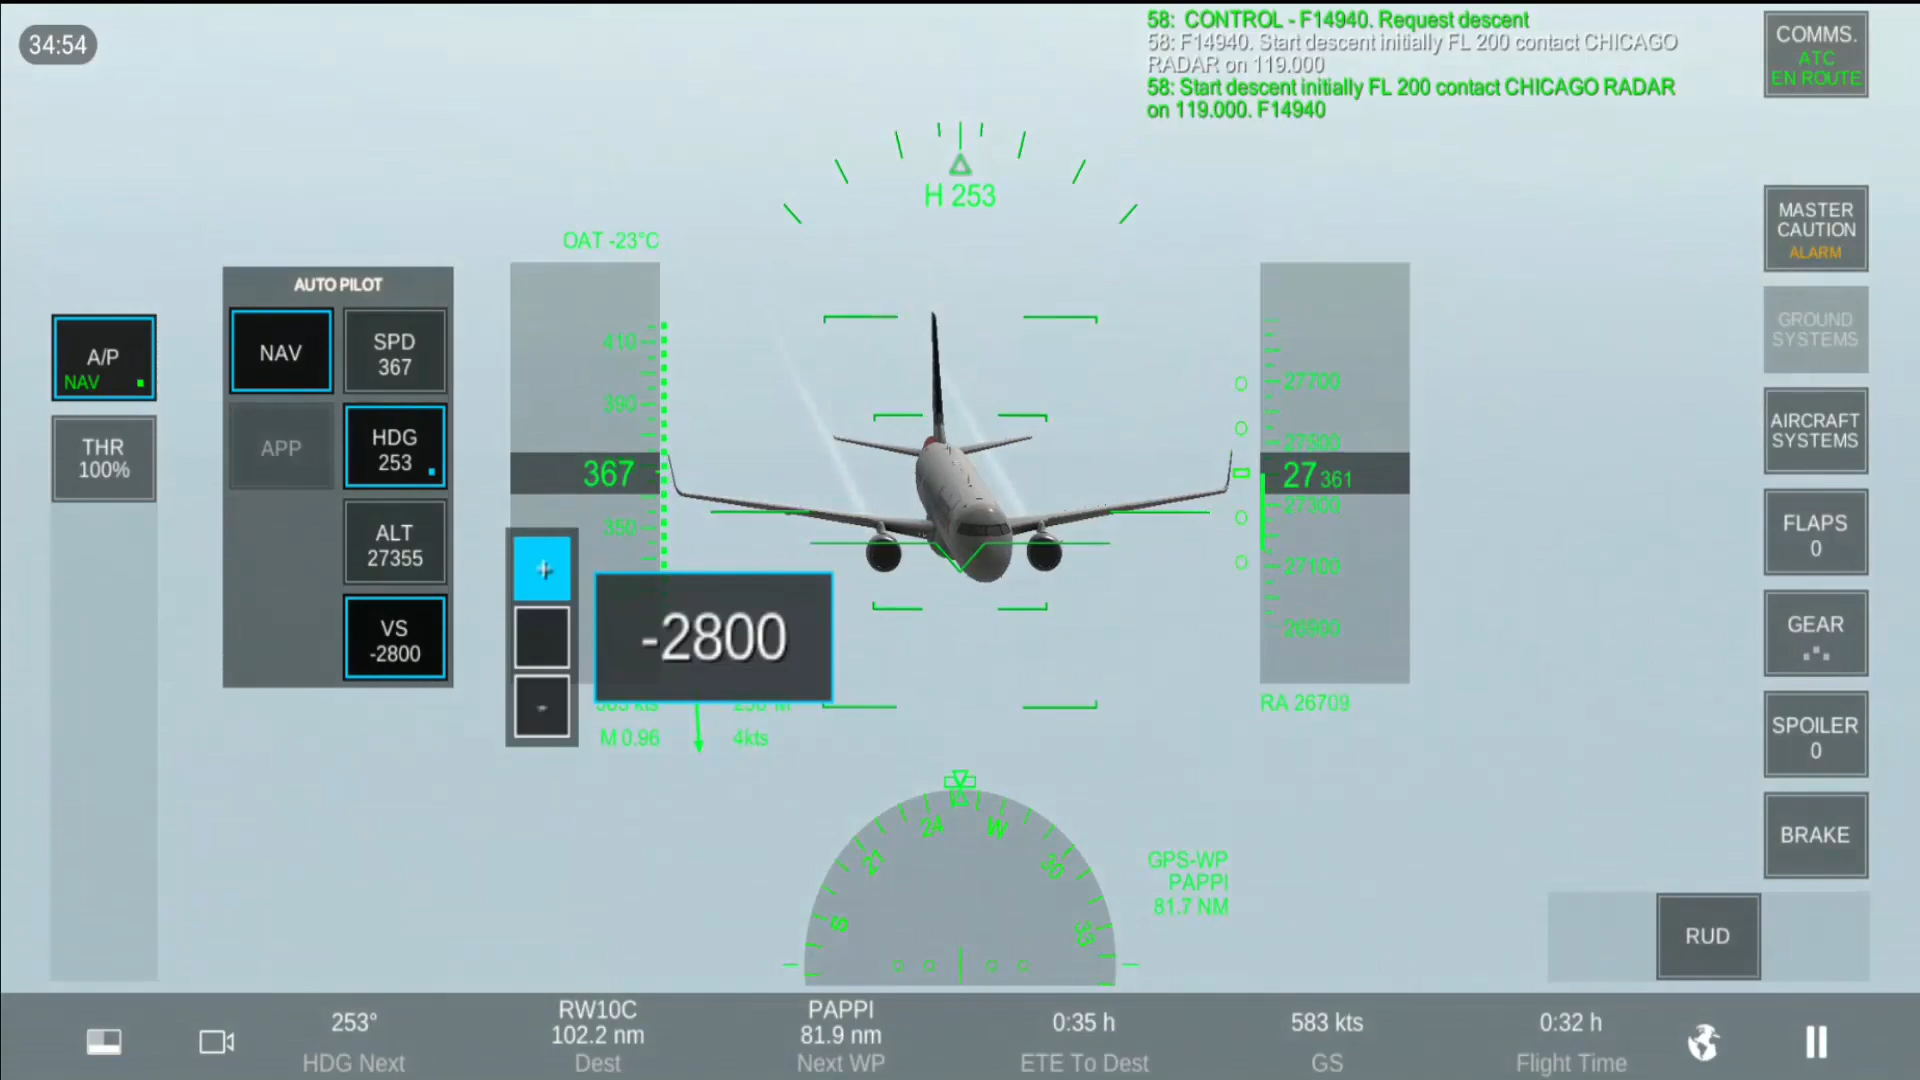 34:54
58: CONTROL - F14940. Request descent
58: F14940. Start descent initially FL 200 contact CHICAGO
RADAR on 119.000
58: Start descent initially FL 200 contact CHICAGO RADAR
on 119.000. F14940
COMMS.
ATC
EN ROUTE
H 253
OAT -23°C
MASTER
CAUTION
ALARM
GROUND
SYSTEMS
AIRCRAFT
SYSTEMS
FLAPS
0
GEAR
SPOILER
0
BRAKE
RUD
A/P
NAV
THR
100%
AUTO PILOT
NAV
SPD
367
APP
HDG
253
ALT
27355
VS
-2800
+
-
-2800
410
390
367
350
27700
27500
27 361
27300
27100
26900
RA 26709
M 0.96
4kts
S
21
24
W
30
33
GPS-WP
PAPPI
81.7 NM
253°
HDG Next
RW10C
102.2 nm
Dest
PAPPI
81.9 nm
Next WP
0:35 h
ETE To Dest
583 kts
GS
0:32 h
Flight Time